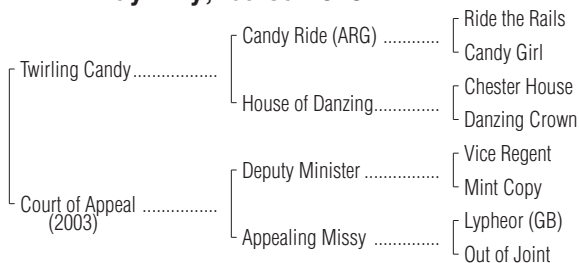 Ride the Rails
Candy Ride (ARG) ............
Candy Girl
Twirling Candy..................
Chester House
House of Danzing..............
Danzing Crown
Vice Regent
Deputy Minister ................
Mint Copy
Court of Appeal ................
(2003)
Lypheor (GB)
Appealing Missy ..............
Out of Joint